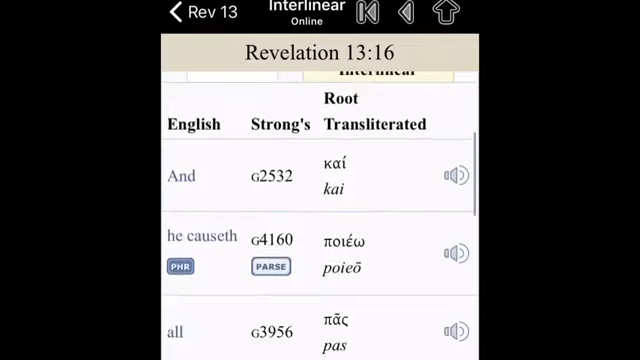 Rev 13
Interlinear
Online
Revelation 13:16
Interlinear
Root
English Strong's Transliterated
And G2532 καί
kai
he causeth G4160 ποιέω
PHR PARSE poieō
all G3956 πᾶς
pas